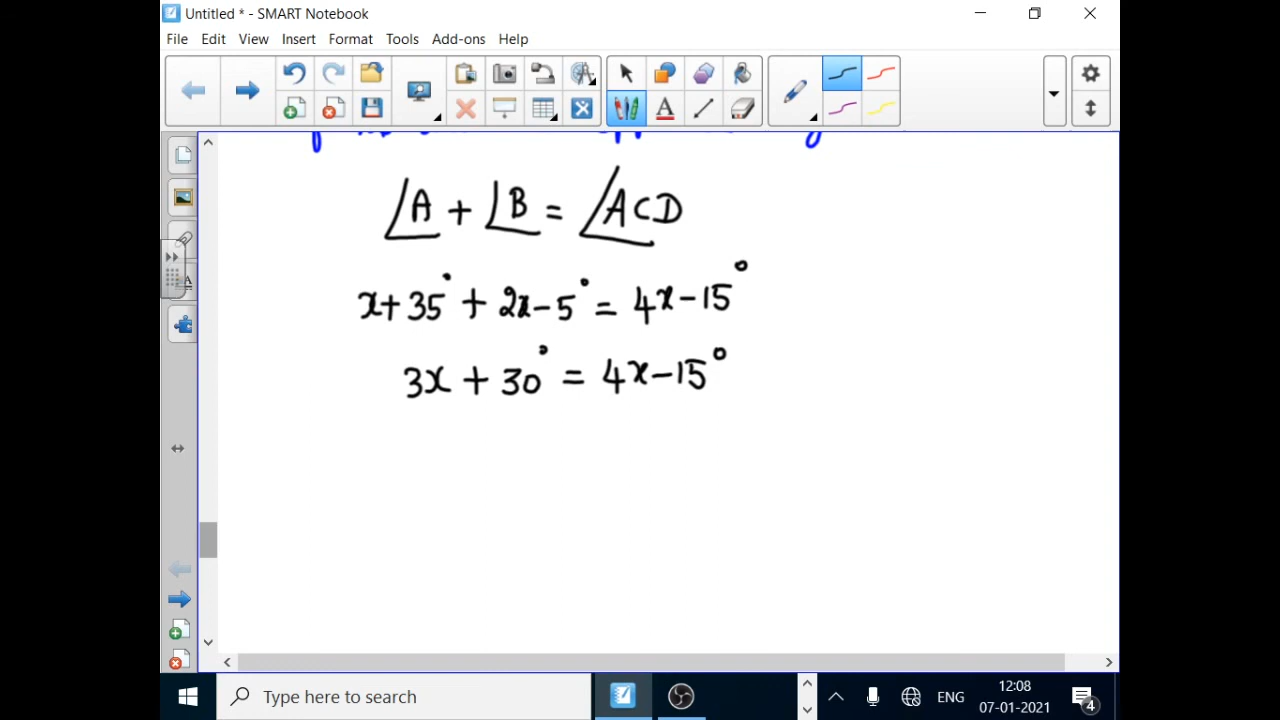 Untitled * - SMART Notebook
File Edit View Insert Format Tools Add-ons Help
∠A + ∠B = ∠ACD
x+35° + 2x-5° = 4x-15°
3x + 30° = 4x-15°
Type here to search
ENG
12:08
07-01-2021
4